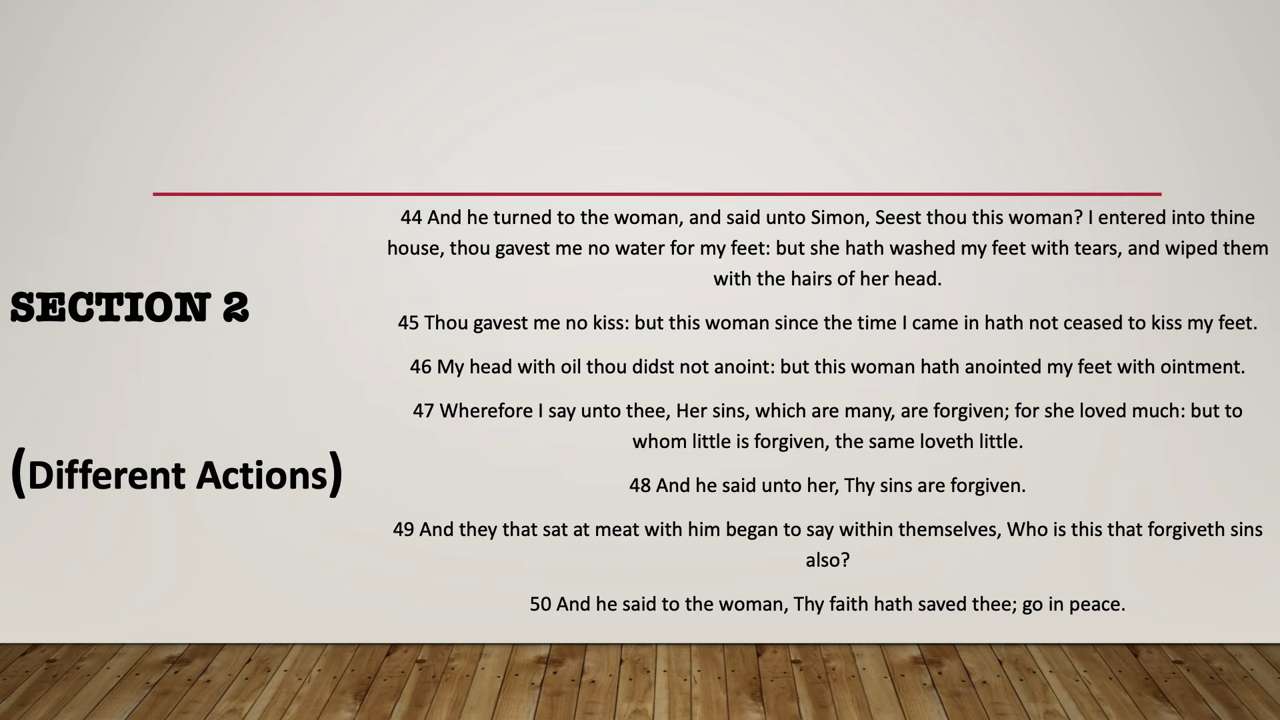 SECTION 2
(Different Actions)
44 And he turned to the woman, and said unto Simon, Seest thou this woman? I entered into thine
house, thou gavest me no water for my feet: but she hath washed my feet with tears, and wiped them
with the hairs of her head.
45 Thou gavest me no kiss: but this woman since the time I came in hath not ceased to kiss my feet.
46 My head with oil thou didst not anoint: but this woman hath anointed my feet with ointment.
47 Wherefore I say unto thee, Her sins, which are many, are forgiven; for she loved much: but to
whom little is forgiven, the same loveth little.
48 And he said unto her, Thy sins are forgiven.
49 And they that sat at meat with him began to say within themselves, Who is this that forgiveth sins
also?
50 And he said to the woman, Thy faith hath saved thee; go in peace.